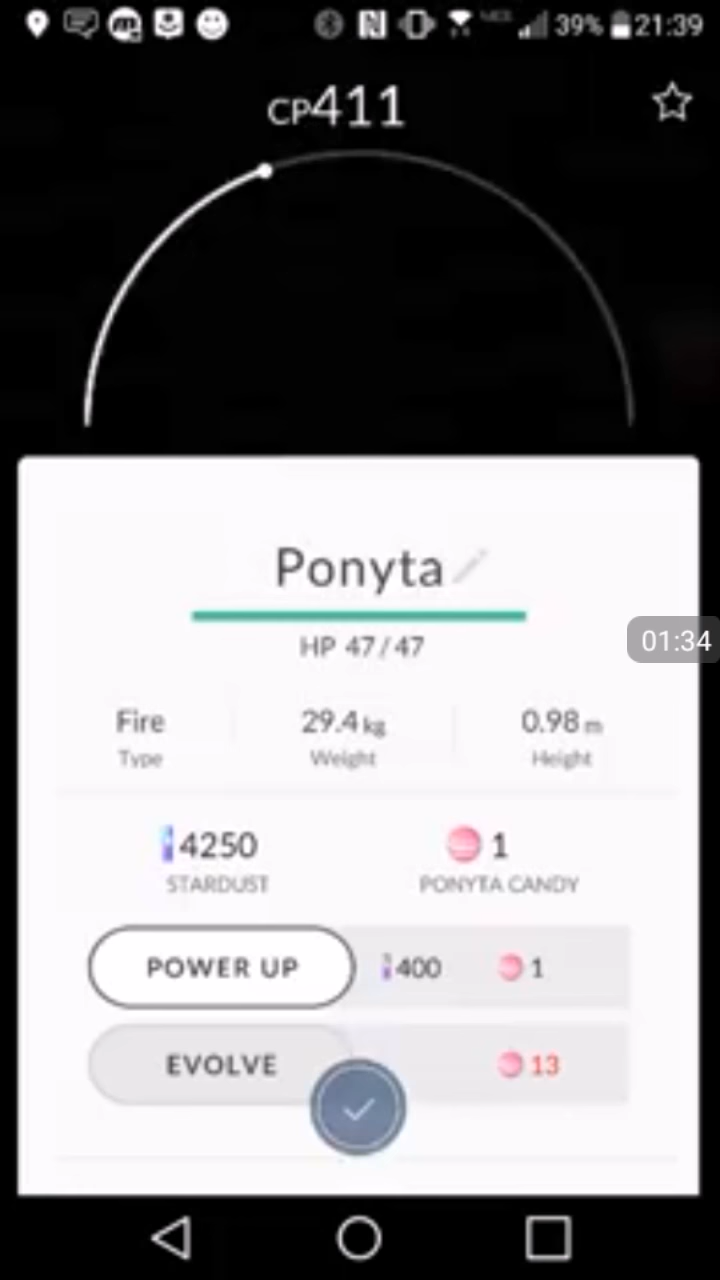 39% 21:39
CP411
Ponyta
HP 47/47
01:34
Fire 29.4 kg 0.98 m
Type Weight Height
4250 1
STARDUST PONYTA CANDY
POWER UP 400 1
EVOLVE 13